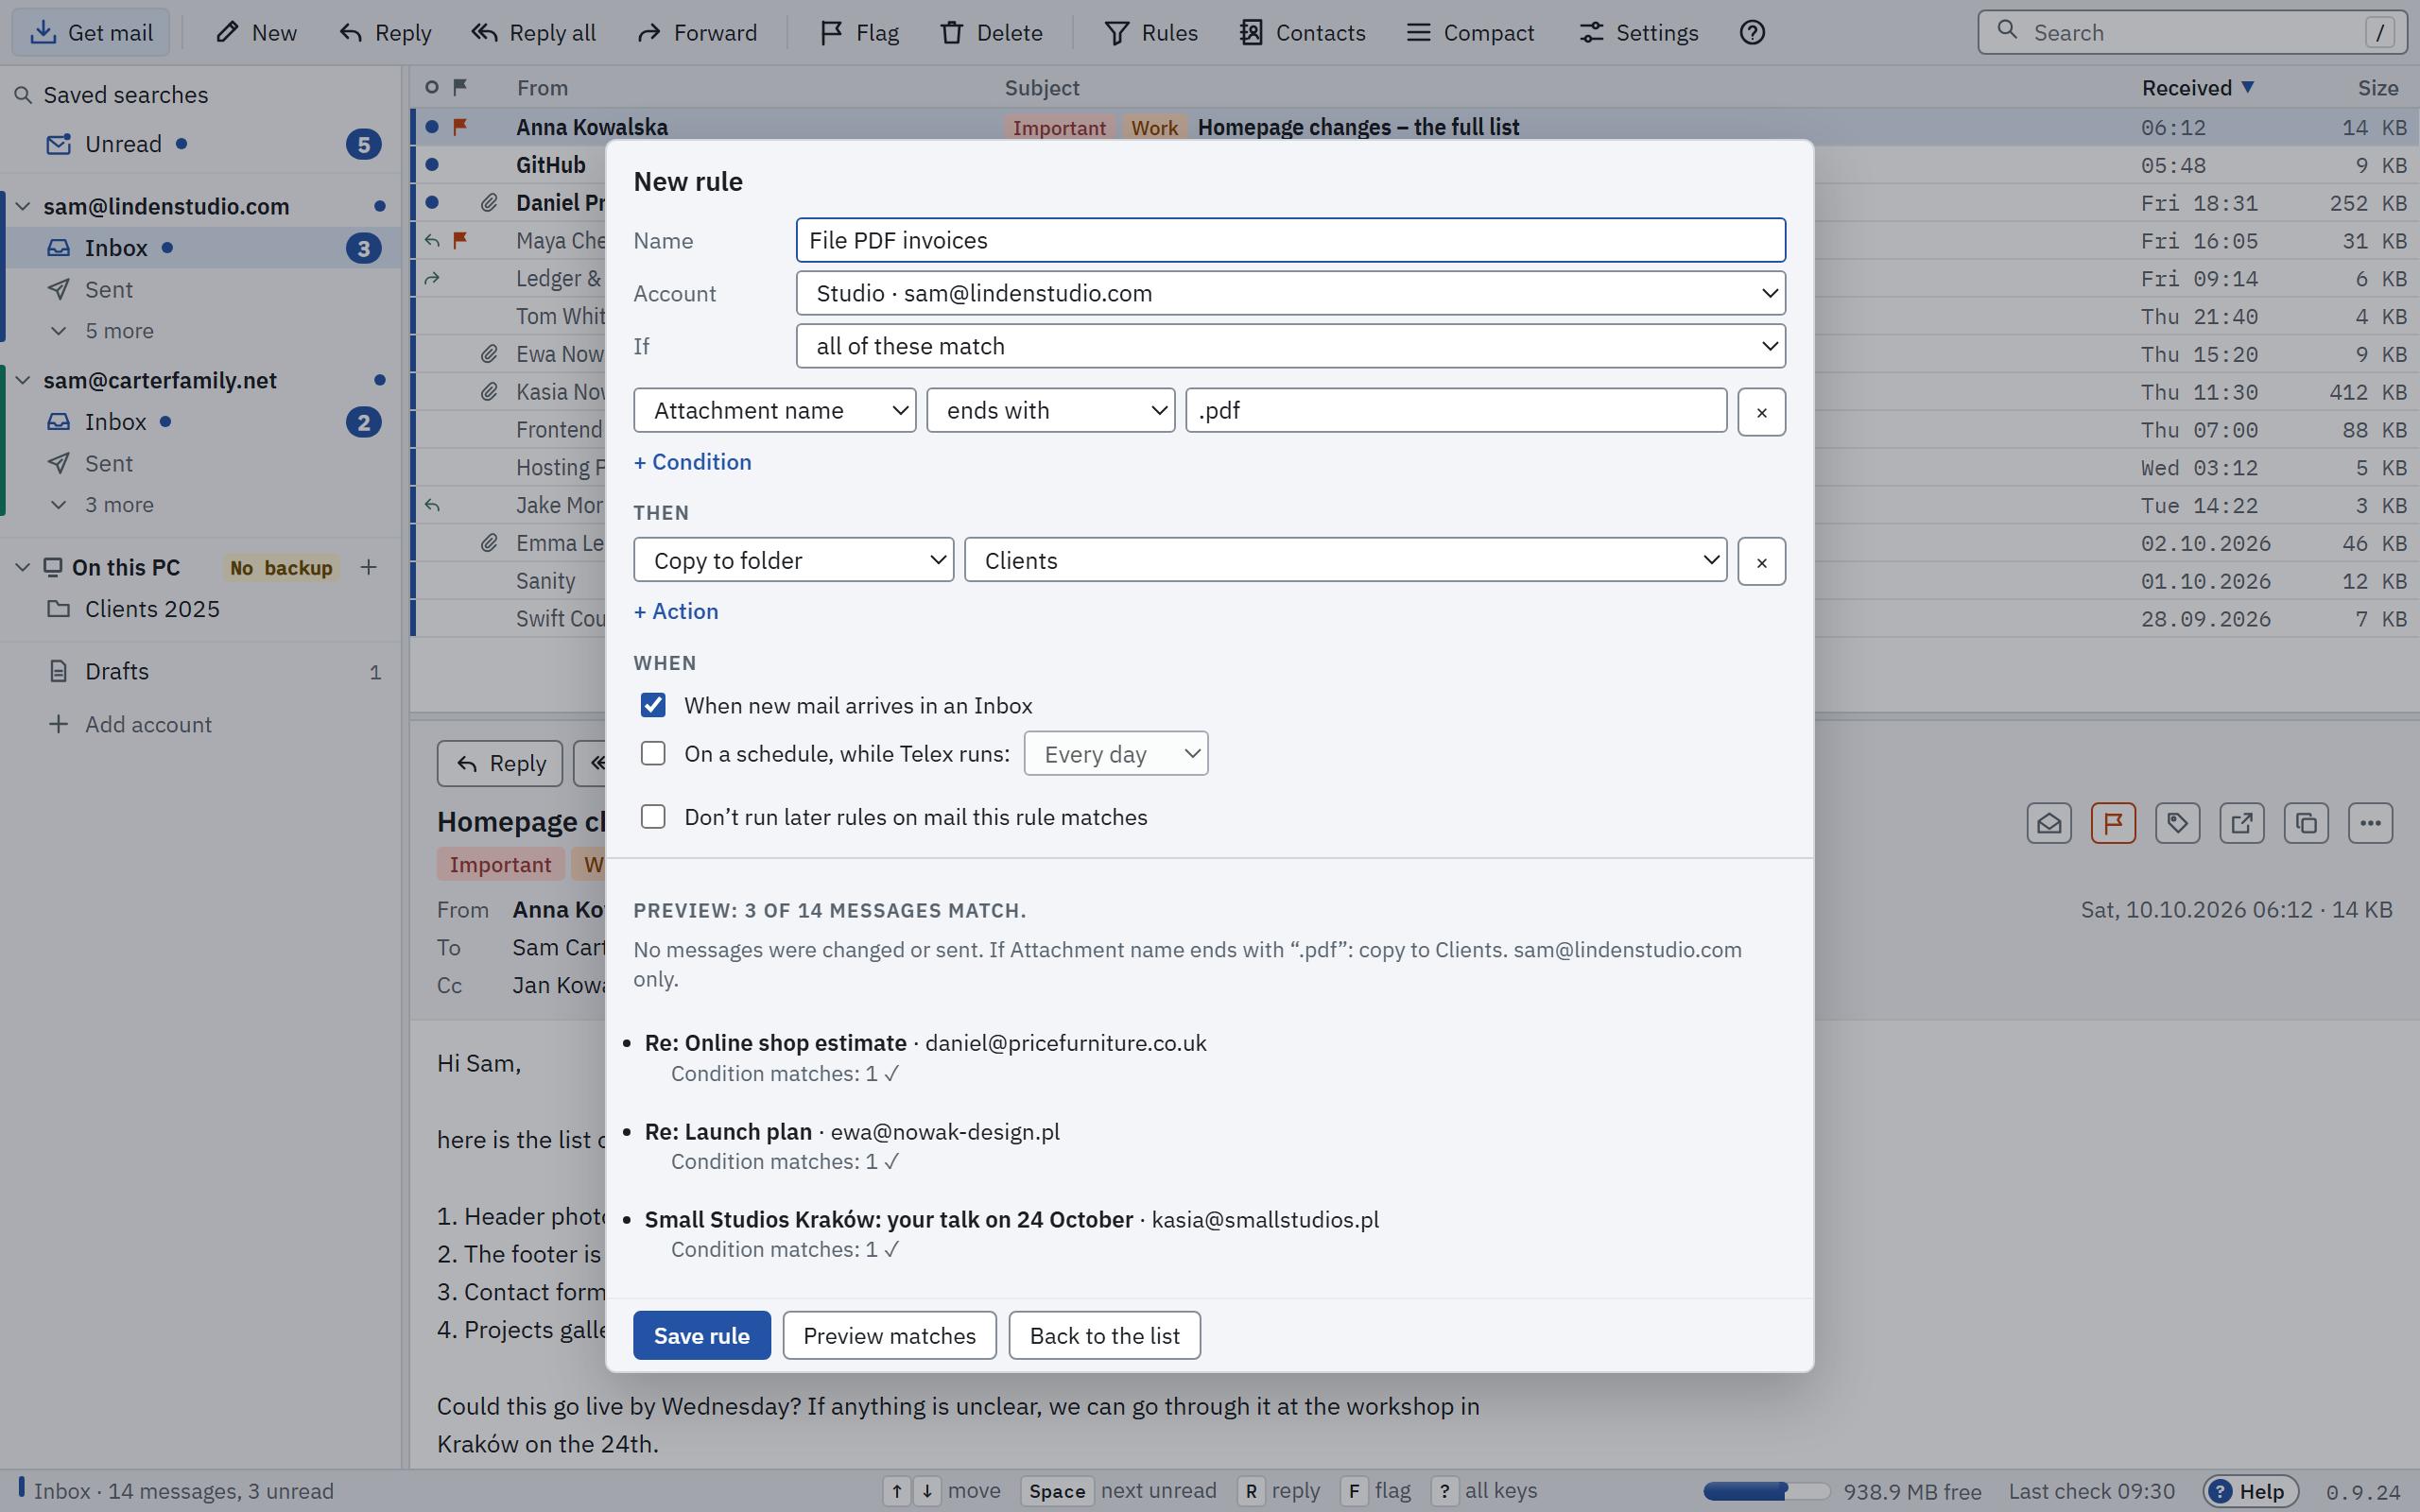 Get mail New Reply Reply all Forward Flag Delete Rules Contacts Compact Settings Search /
Saved searches
Unread 5
sam@lindenstudio.com
Inbox 3
Sent
5 more
sam@carterfamily.net
Inbox 2
Sent
3 more
On this PC No backup
Clients 2025
Drafts 1
Add account
From Subject Received Size
Anna Kowalska Important Work Homepage changes – the full list 06:12 14 KB
GitHub 05:48 9 KB
Daniel Pr Fri 18:31 252 KB
Maya Che Fri 16:05 31 KB
Ledger & Fri 09:14 6 KB
Tom Whit Thu 21:40 4 KB
Ewa Now Thu 15:20 9 KB
Kasia Nov Thu 11:30 412 KB
Frontend Thu 07:00 88 KB
Hosting P Wed 03:12 5 KB
Jake Mor Tue 14:22 3 KB
Emma Le 02.10.2026 46 KB
Sanity 01.10.2026 12 KB
Swift Cou 28.09.2026 7 KB
New rule
Name File PDF invoices
Account Studio · sam@lindenstudio.com
If all of these match
Attachment name ends with .pdf ×
+ Condition
THEN
Copy to folder Clients ×
+ Action
WHEN
When new mail arrives in an Inbox
On a schedule, while Telex runs: Every day
Don’t run later rules on mail this rule matches
PREVIEW: 3 OF 14 MESSAGES MATCH.
No messages were changed or sent. If Attachment name ends with “.pdf”: copy to Clients. sam@lindenstudio.com
only.
• Re: Online shop estimate · daniel@pricefurniture.co.uk
Condition matches: 1 ✓
• Re: Launch plan · ewa@nowak-design.pl
Condition matches: 1 ✓
• Small Studios Kraków: your talk on 24 October · kasia@smallstudios.pl
Condition matches: 1 ✓
Save rule Preview matches Back to the list
Reply
Homepage c
Important W
From Anna Ko Sat, 10.10.2026 06:12 · 14 KB
To Sam Cart
Cc Jan Kowa
Hi Sam,
here is the list
1. Header photo
2. The footer is
3. Contact form
4. Projects galle
Could this go live by Wednesday? If anything is unclear, we can go through it at the workshop in
Kraków on the 24th.
Inbox · 14 messages, 3 unread ↑ ↓ move Space next unread R reply F flag ? all keys 938.9 MB free Last check 09:30 ? Help 0.9.24